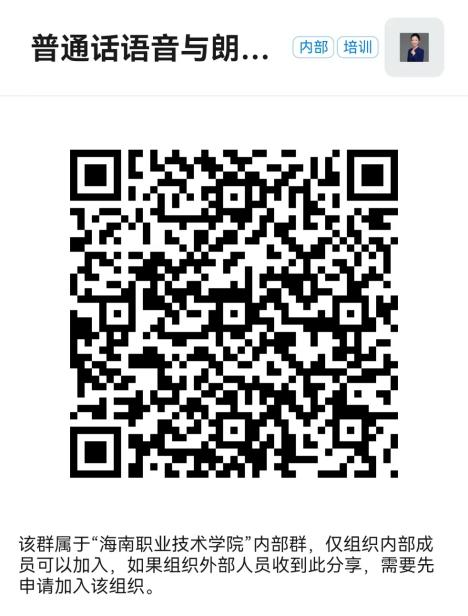 普通话语音与朗...
内部 培训
该群属于“海南职业技术学院”内部群，仅组织内部成
员可以加入，如果组织外部人员收到此分享，需要先
申请加入该组织。